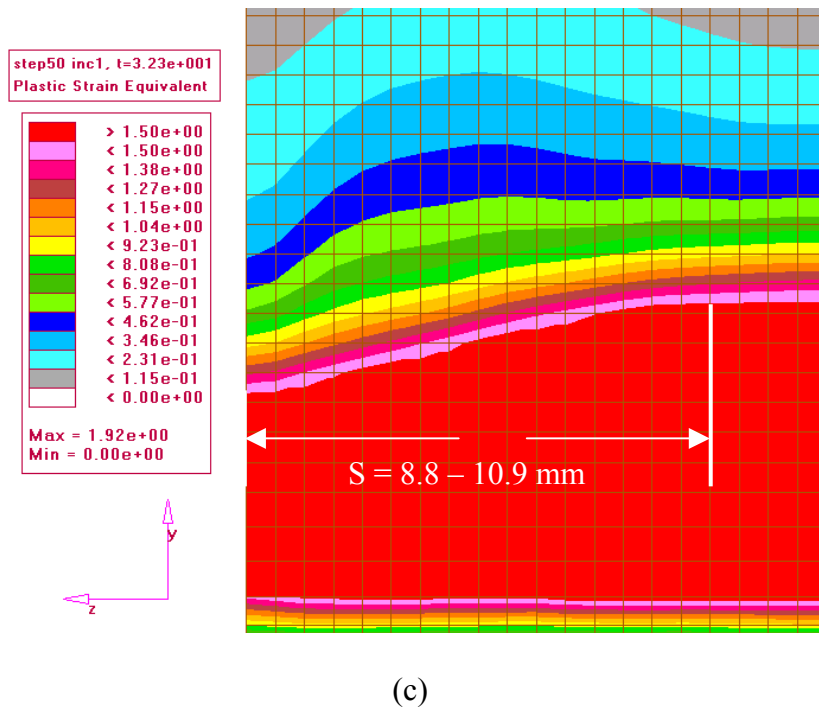 step50 inc1, t=3.23e+001
Plastic Strain Equivalent
> 1.50e+00
< 1.50e+00
< 1.38e+00
< 1.27e+00
< 1.15e+00
< 1.04e+00
< 9.23e-01
< 8.08e-01
< 6.92e-01
< 5.77e-01
< 4.62e-01
< 3.46e-01
< 2.31e-01
< 1.15e-01
< 0.00e+00
Max = 1.92e+00
Min = 0.00e+00
S = 8.8 – 10.9 mm
y
z
(c)